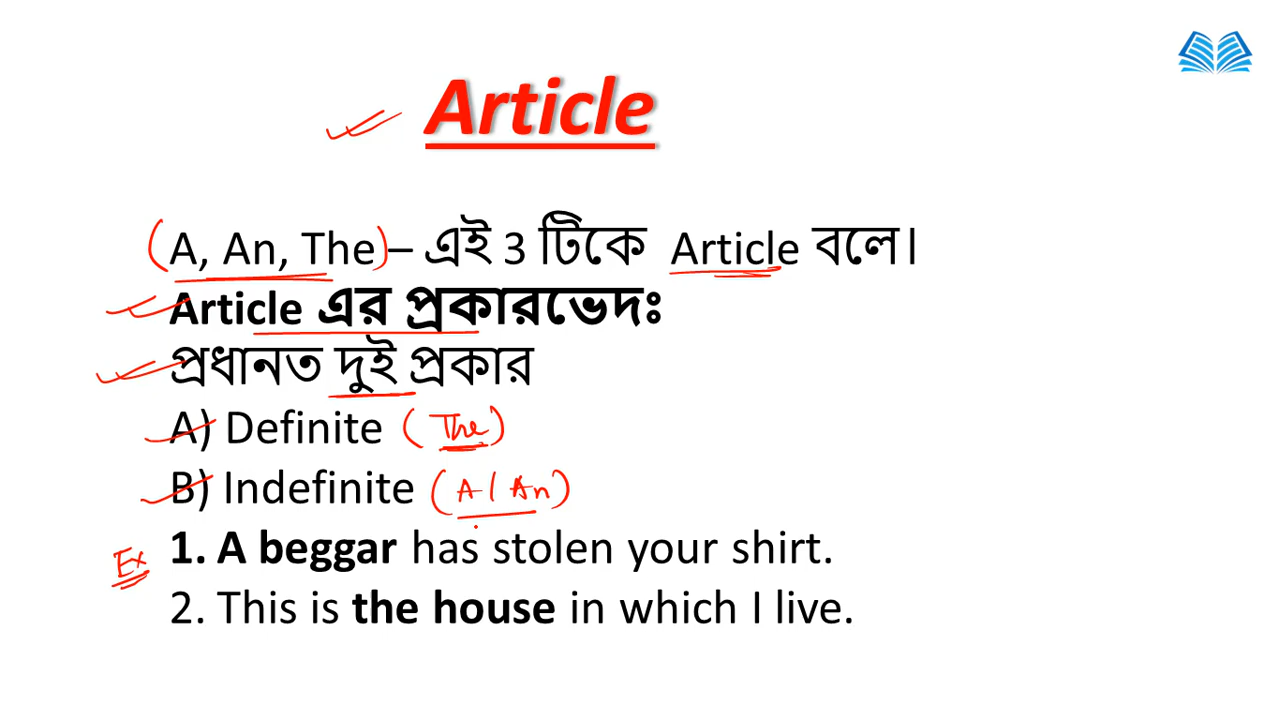 Article
(A, An, The) – এই 3 টিকে Article বলে।
Article এর প্রকারভেদঃ
প্রধানত দুই প্রকার
A) Definite (The)
B) Indefinite (A/An)
Ex 1. A beggar has stolen your shirt.
2. This is the house in which I live.